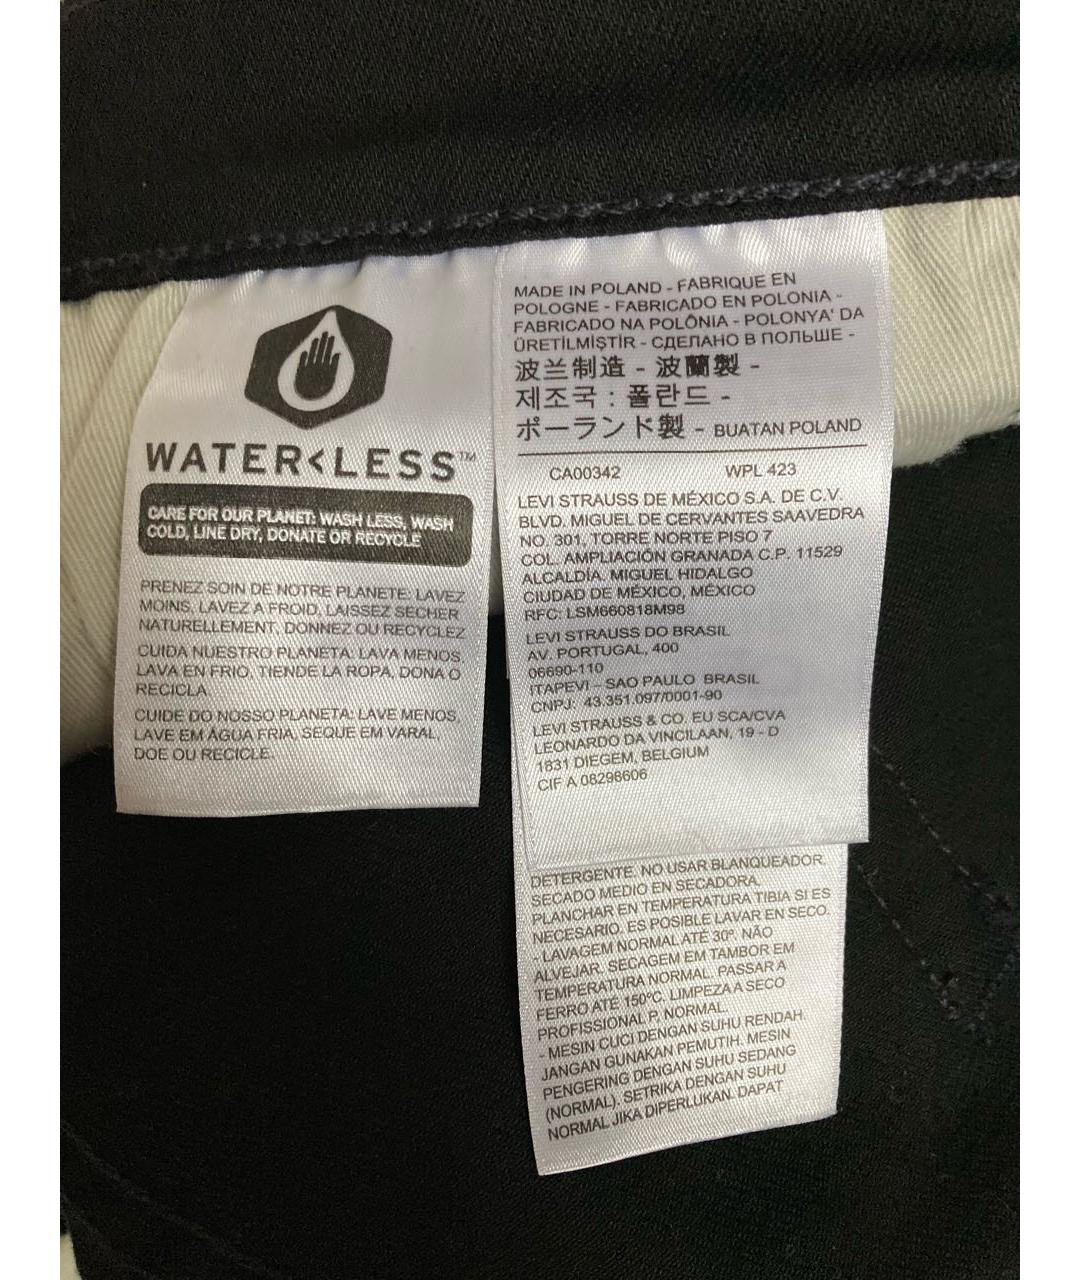 WATER<LESS™
CARE FOR OUR PLANET: WASH LESS, WASH
COLD, LINE DRY, DONATE OR RECYCLE
PRENEZ SOIN DE NOTRE PLANETE: LAVEZ
MOINS, LAVEZ A FROID, LAISSEZ SECHER
NATURELLEMENT, DONNEZ OU RECYCLEZ
CUIDA NUESTRO PLANETA: LAVA MENOS,
LAVA EN FRIO, TIENDE LA ROPA, DONA O
RECICLA.
CUIDE DO NOSSO PLANETA: LAVE MENOS,
LAVE EM ÁGUA FRIA, SEQUE EM VARAL,
DOE OU RECICLE.
MADE IN POLAND - FABRIQUE EN
POLOGNE - FABRICADO EN POLONIA -
FABRICADO NA POLÔNIA - POLONYA' DA
ÜRETİLMİŞTİR - СДЕЛАНО В ПОЛЬШЕ -
波兰制造 - 波蘭製 -
제조국 : 폴란드 -
ポーランド製 - BUATAN POLAND
CA00342 WPL 423
LEVI STRAUSS DE MÉXICO S.A. DE C.V.
BLVD. MIGUEL DE CERVANTES SAAVEDRA
NO. 301, TORRE NORTE PISO 7
COL. AMPLIACIÓN GRANADA C.P. 11529
ALCALDÍA. MIGUEL HIDALGO
CIUDAD DE MÉXICO, MÉXICO
RFC: LSM660818M98
LEVI STRAUSS DO BRASIL
AV. PORTUGAL, 400
06690-110
ITAPEVI - SAO PAULO BRASIL
CNPJ: 43.351.097/0001-90
LEVI STRAUSS & CO. EU SCA/CVA
LEONARDO DA VINCILAAN, 19 - D
1831 DIEGEM, BELGIUM
CIF A 08298606
DETERGENTE. NO USAR BLANQUEADOR.
SECADO MEDIO EN SECADORA.
PLANCHAR EN TEMPERATURA TIBIA SI ES
NECESARIO. ES POSIBLE LAVAR EN SECO.
- LAVAGEM NORMAL ATÉ 30º. NÃO
ALVEJAR. SECAGEM EM TAMBOR EM
TEMPERATURA NORMAL. PASSAR A
FERRO ATÉ 150ºC. LIMPEZA A SECO
PROFISSIONAL P, NORMAL.
- MESIN CUCI DENGAN SUHU RENDAH.
JANGAN GUNAKAN PEMUTIH. MESIN
PENGERING DENGAN SUHU SEDANG
(NORMAL). SETRIKA DENGAN SUHU
NORMAL JIKA DIPERLUKAN. DAPAT